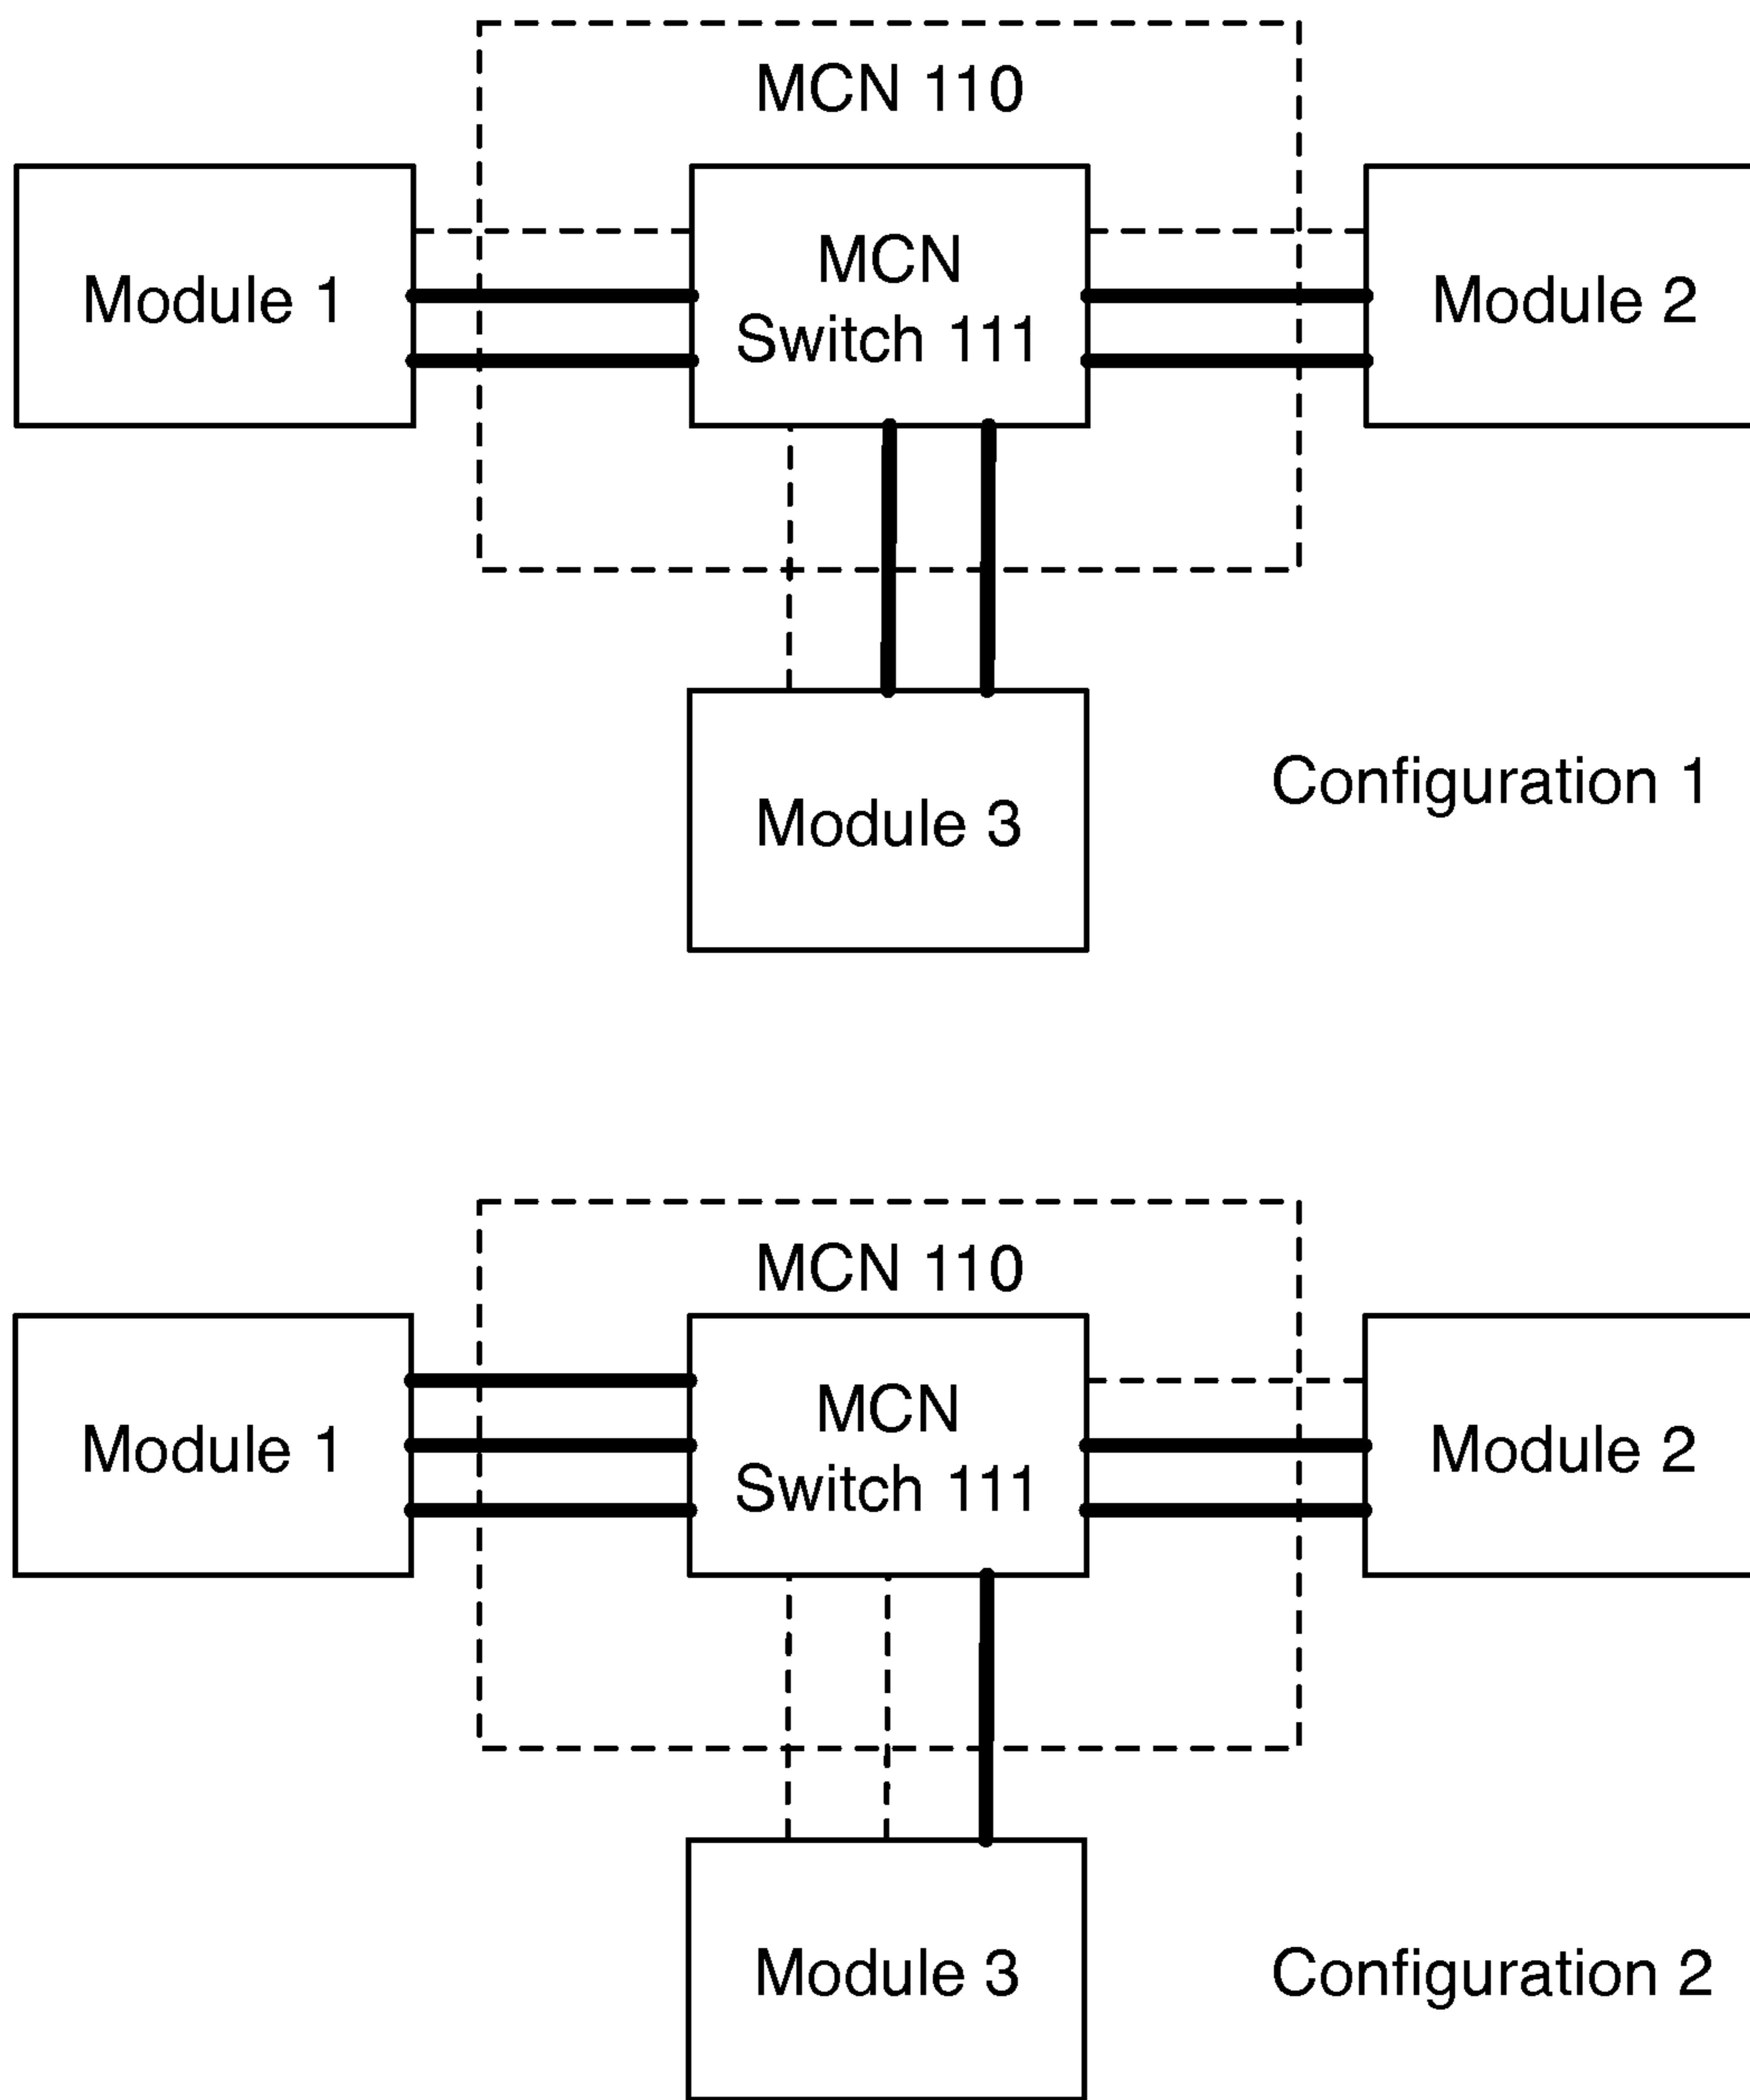 MCN 110
Module 1
MCN
Switch 111
Module 2
Module 3
Configuration 1
MCN 110
Module 1
MCN
Switch 111
Module 2
Module 3
Configuration 2